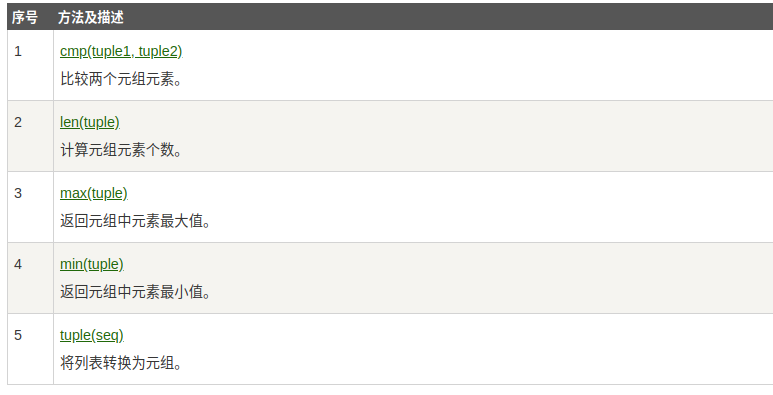 序号 方法及描述
1 cmp(tuple1, tuple2)
比较两个元组元素。
2 len(tuple)
计算元组元素个数。
3 max(tuple)
返回元组中元素最大值。
4 min(tuple)
返回元组中元素最小值。
5 tuple(seq)
将列表转换为元组。